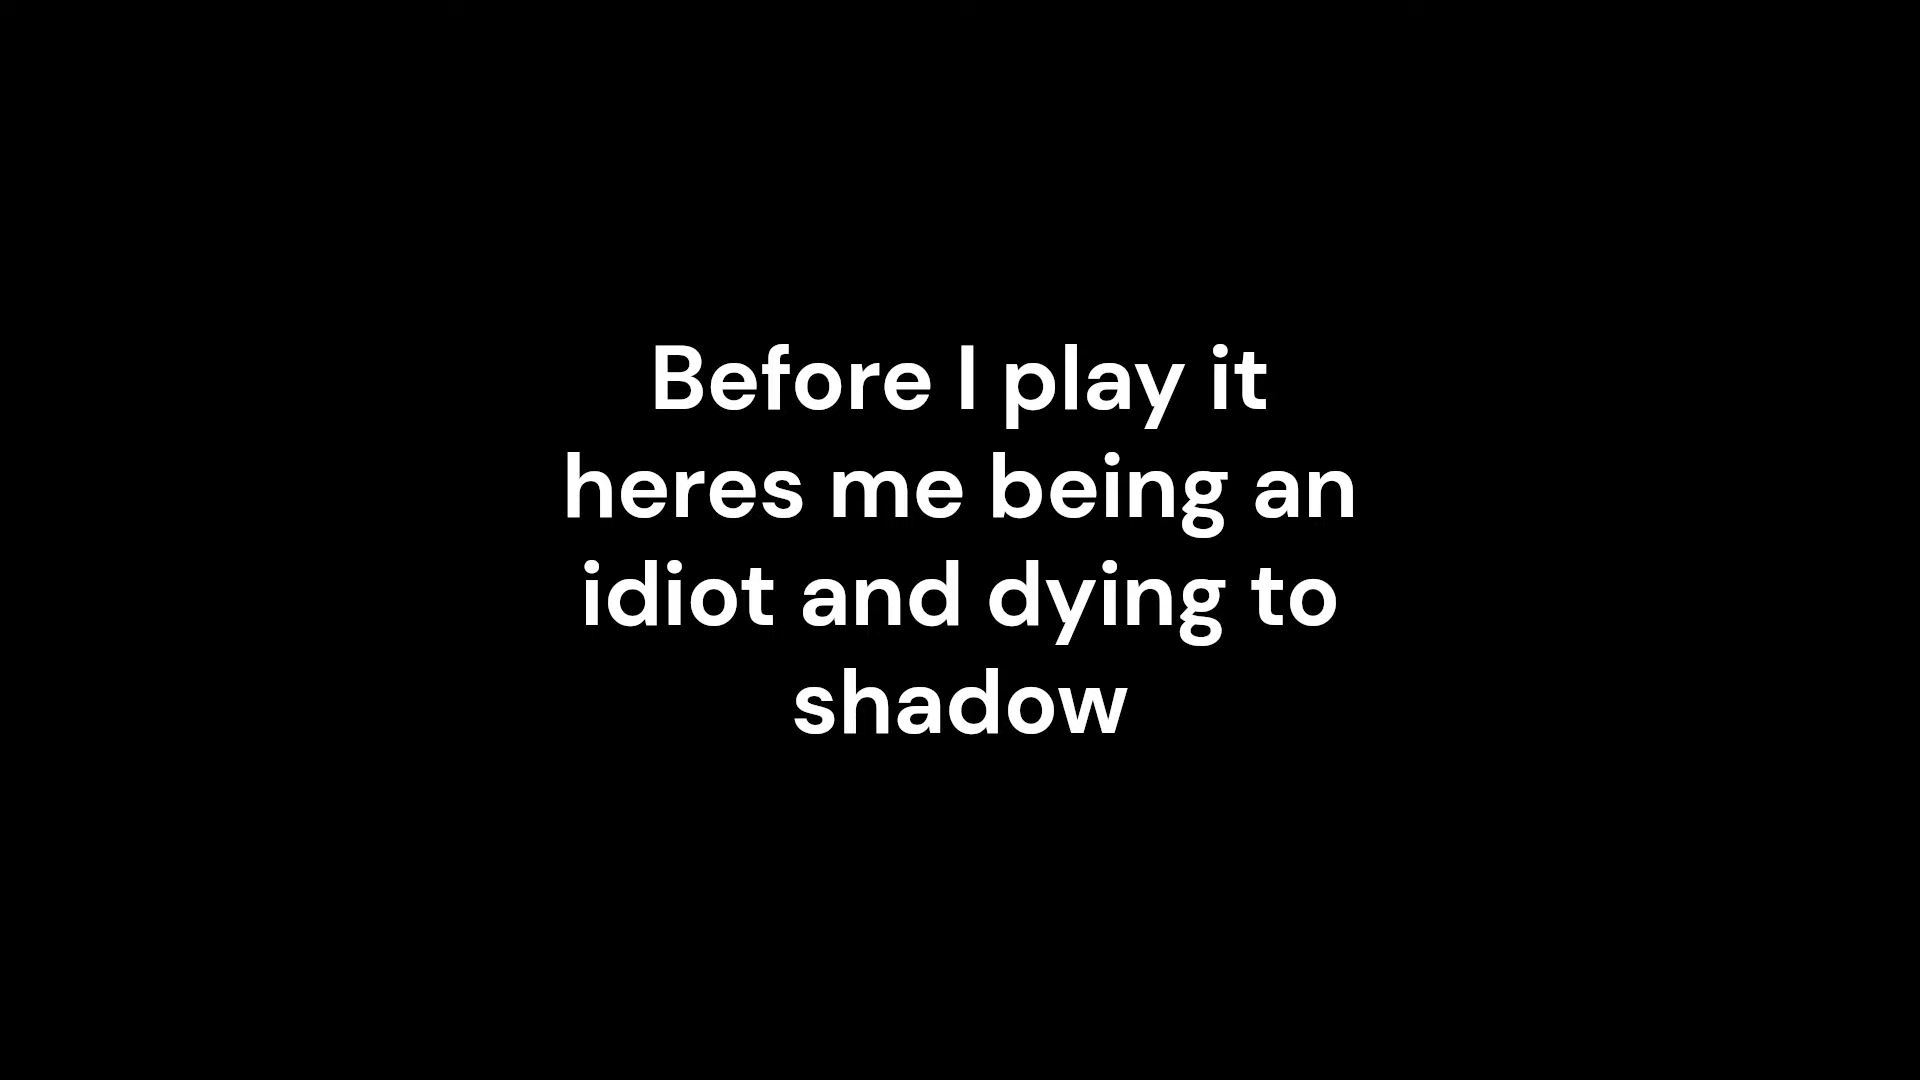 Before I play it
heres me being an
idiot and dying to
shadow